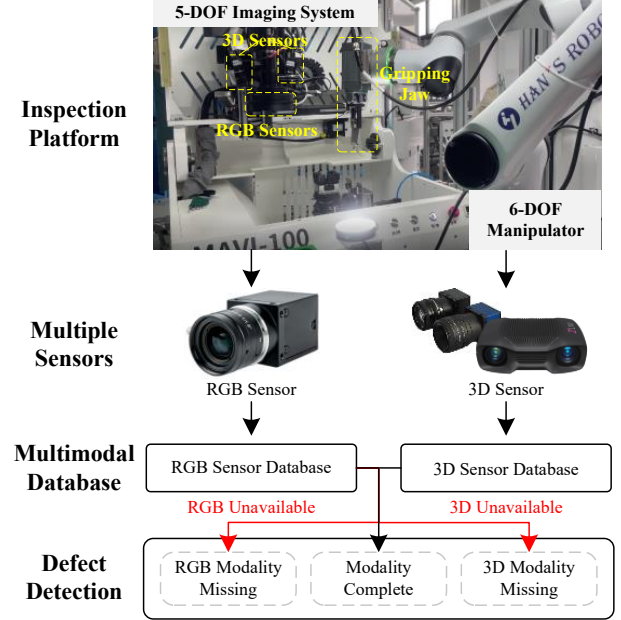 5-DOF Imaging System
3D Sensors
Gripping
Jaw
RGB Sensors
HAN'S ROBO
MAVI-100
Inspection
Platform
6-DOF
Manipulator
Multiple
Sensors
RGB Sensor
3D Sensor
Multimodal
Database
RGB Sensor Database
3D Sensor Database
RGB Unavailable
3D Unavailable
Defect
Detection
RGB Modality
Missing
Modality
Complete
3D Modality
Missing